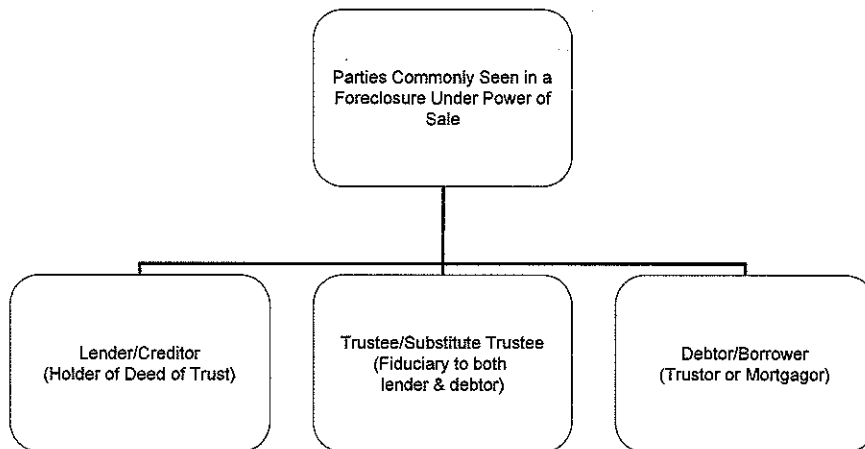 Parties Commonly Seen in a
Foreclosure Under Power of
Sale
Lender/Creditor
(Holder of Deed of Trust)
Trustee/Substitute Trustee
(Fiduciary to both
lender & debtor)
Debtor/Borrower
(Trustor or Mortgagor)